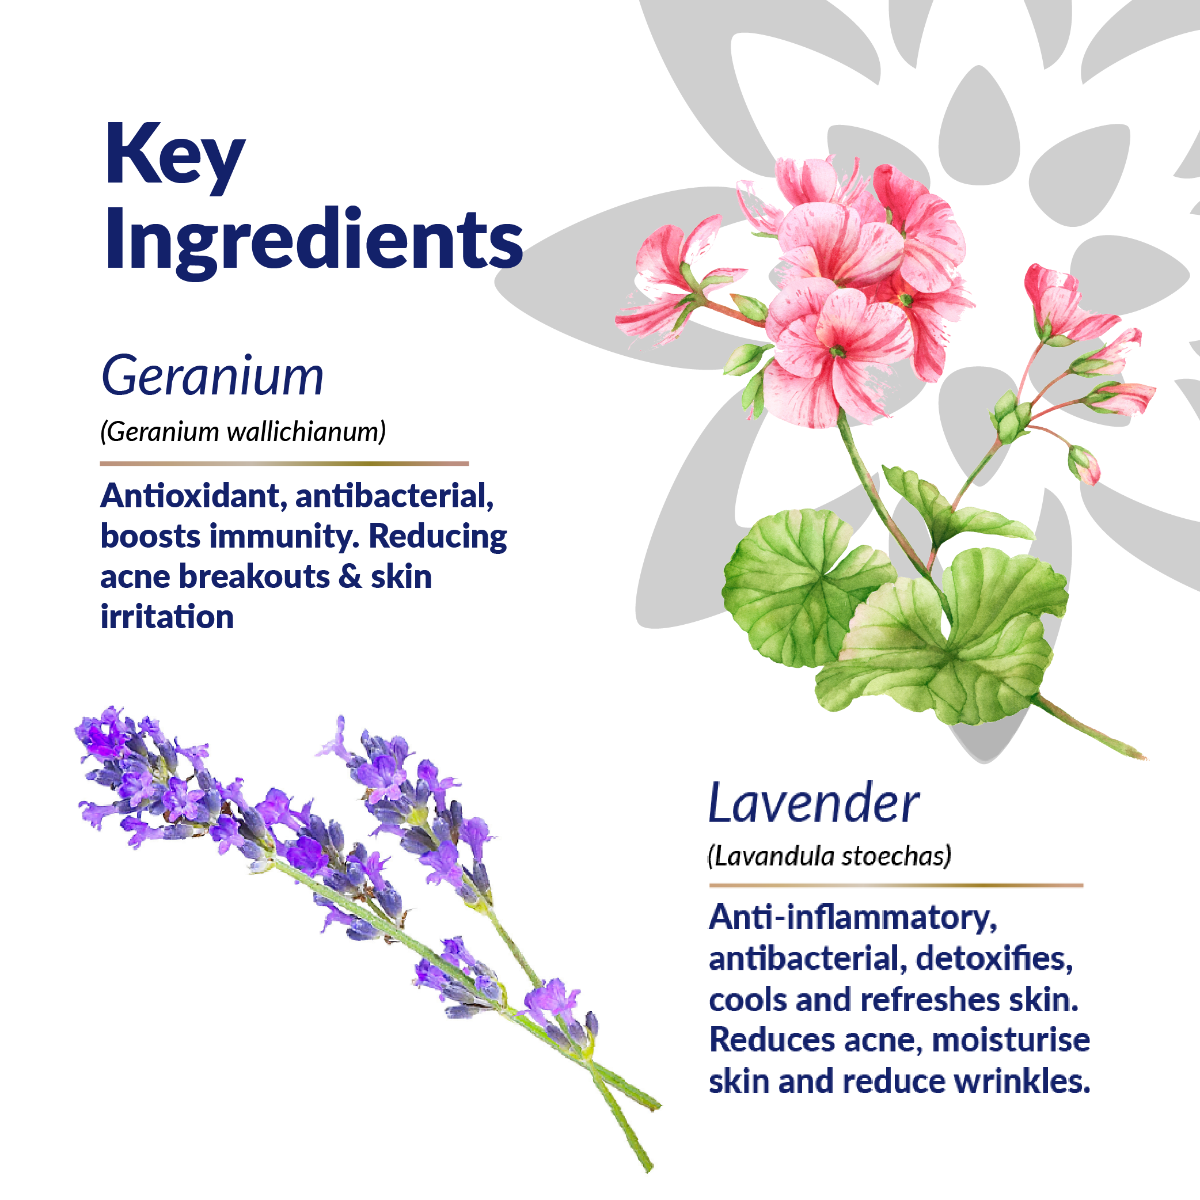 Key
Ingredients
Geranium
(Geranium wallichianum)
Antioxidant, antibacterial,
boosts immunity. Reducing
acne breakouts & skin
irritation
Lavender
(Lavandula stoechas)
Anti-inflammatory,
antibacterial, detoxifies,
cools and refreshes skin.
Reduces acne, moisturise
skin and reduce wrinkles.